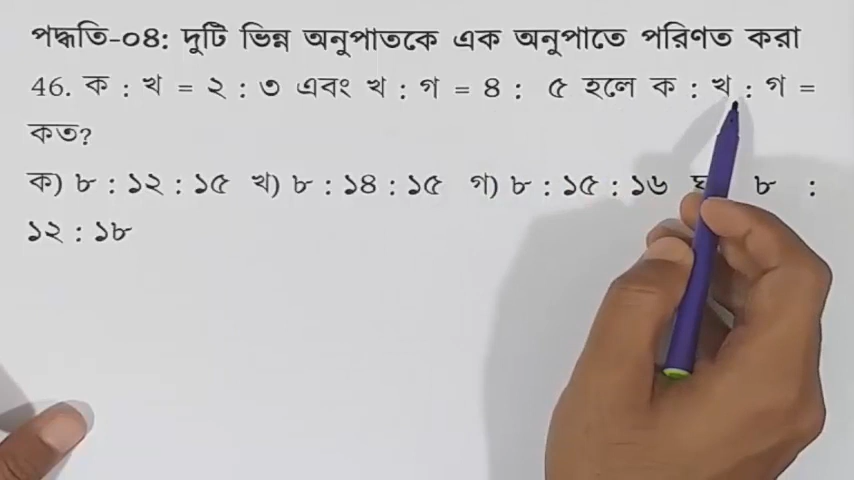 পদ্ধতি-০৪: দুটি ভিন্ন অনুপাতকে এক অনুপাতে পরিণত করা
46. ক : খ = ২ : ৩ এবং খ : গ = ৪ : ৫ হলে ক : খ : গ =
কত?
ক) ৮ : ১২ : ১৫ খ) ৮ : ১৪ : ১৫ গ) ৮ : ১৫ : ১৬ ৮ :
১২ : ১৮